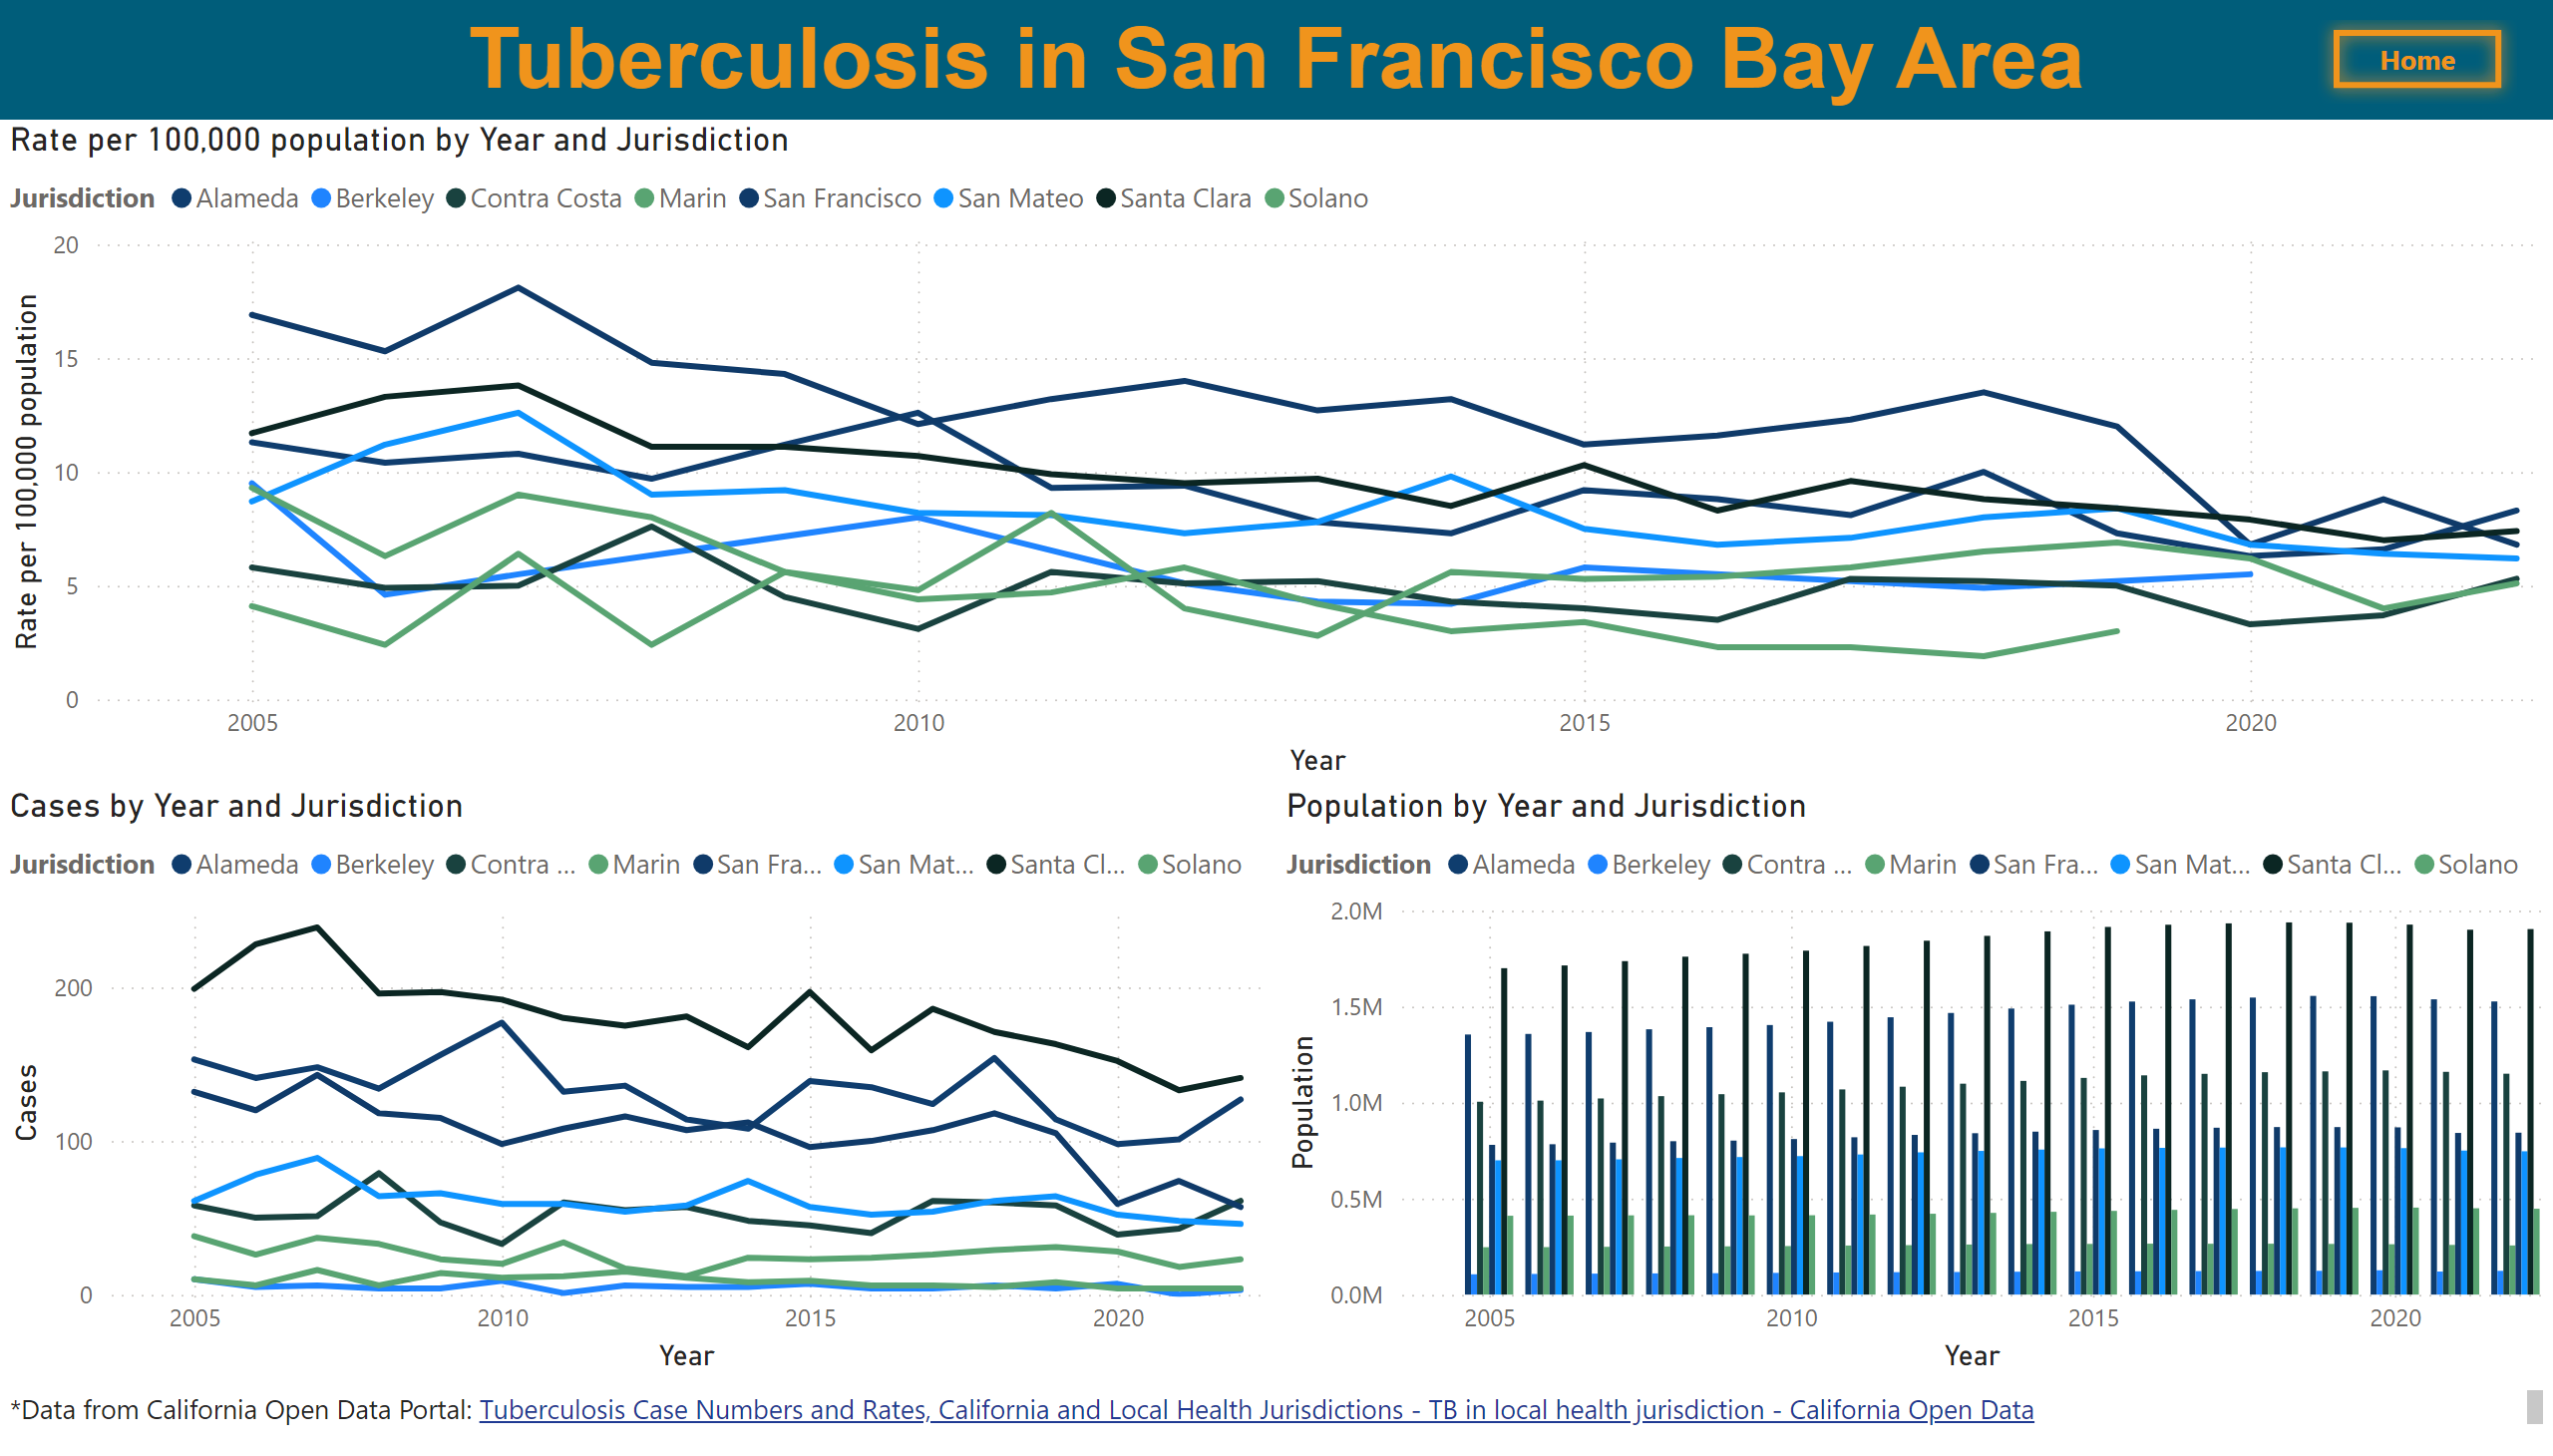 Tuberculosis in San Francisco Bay Area
Home
Rate per 100,000 population by Year and Jurisdiction
Jurisdiction Alameda Berkeley Contra Costa Marin San Francisco San Mateo Santa Clara Solano
Rate per 100,000 population
20
15
10
5
0
2005 2010 2015 2020
Year
Cases by Year and Jurisdiction
Jurisdiction Alameda Berkeley Contra ... Marin San Fra... San Mat... Santa Cl... Solano
Cases
200
100
0
2005 2010 2015 2020
Year
Population by Year and Jurisdiction
Jurisdiction Alameda Berkeley Contra ... Marin San Fra... San Mat... Santa Cl... Solano
Population
2.0M
1.5M
1.0M
0.5M
0.0M
2005 2010 2015 2020
Year
*Data from California Open Data Portal: Tuberculosis Case Numbers and Rates, California and Local Health Jurisdictions - TB in local health jurisdiction - California Open Data